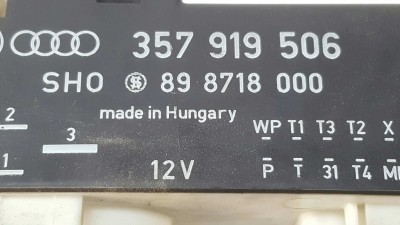 357 919 506
SHO 89 8718 000
made in Hungary
2 WP T1 T3 T2 X
3
1 12V P T 31 T4